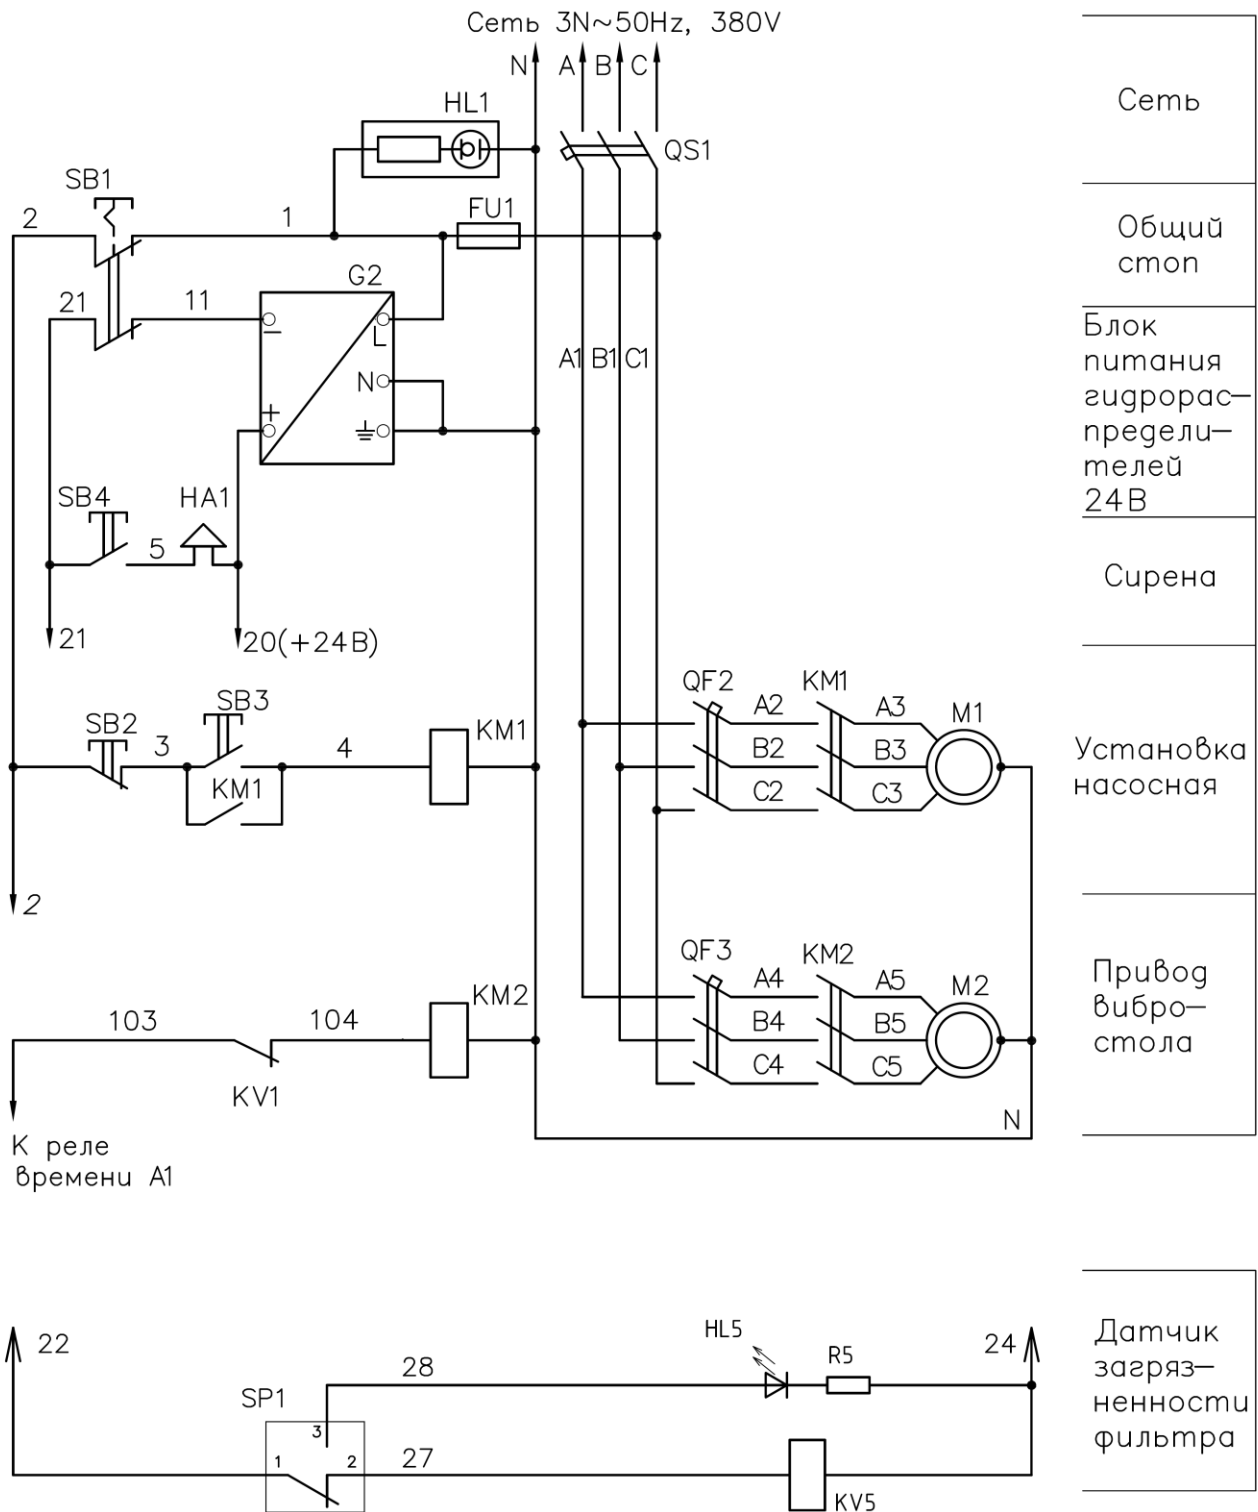 Сеть 3N~50Hz, 380V
N A B C
HL1
QS1
Сеть
SB1
2 1 FU1
Общий
стоп
21 11 G2
– L
A1 B1 C1
N
+
Блок
питания
гидрорас–
предели–
телей
24В
SB4 HA1
5
Сирена
21 20(+24В)
QF2 KM1
A2 A3 M1
B2 B3
C2 C3
SB2 SB3
3 4 KM1
KM1
Установка
насосная
2
QF3 KM2
A4 A5 M2
B4 B5
C4 C5
103 104 KM2
KV1
N
Привод
вибро–
стола
К реле
времени А1
22 HL5 R5 24
28
SP1
3
1 2 27
KV5
Датчик
загряз–
ненности
фильтра